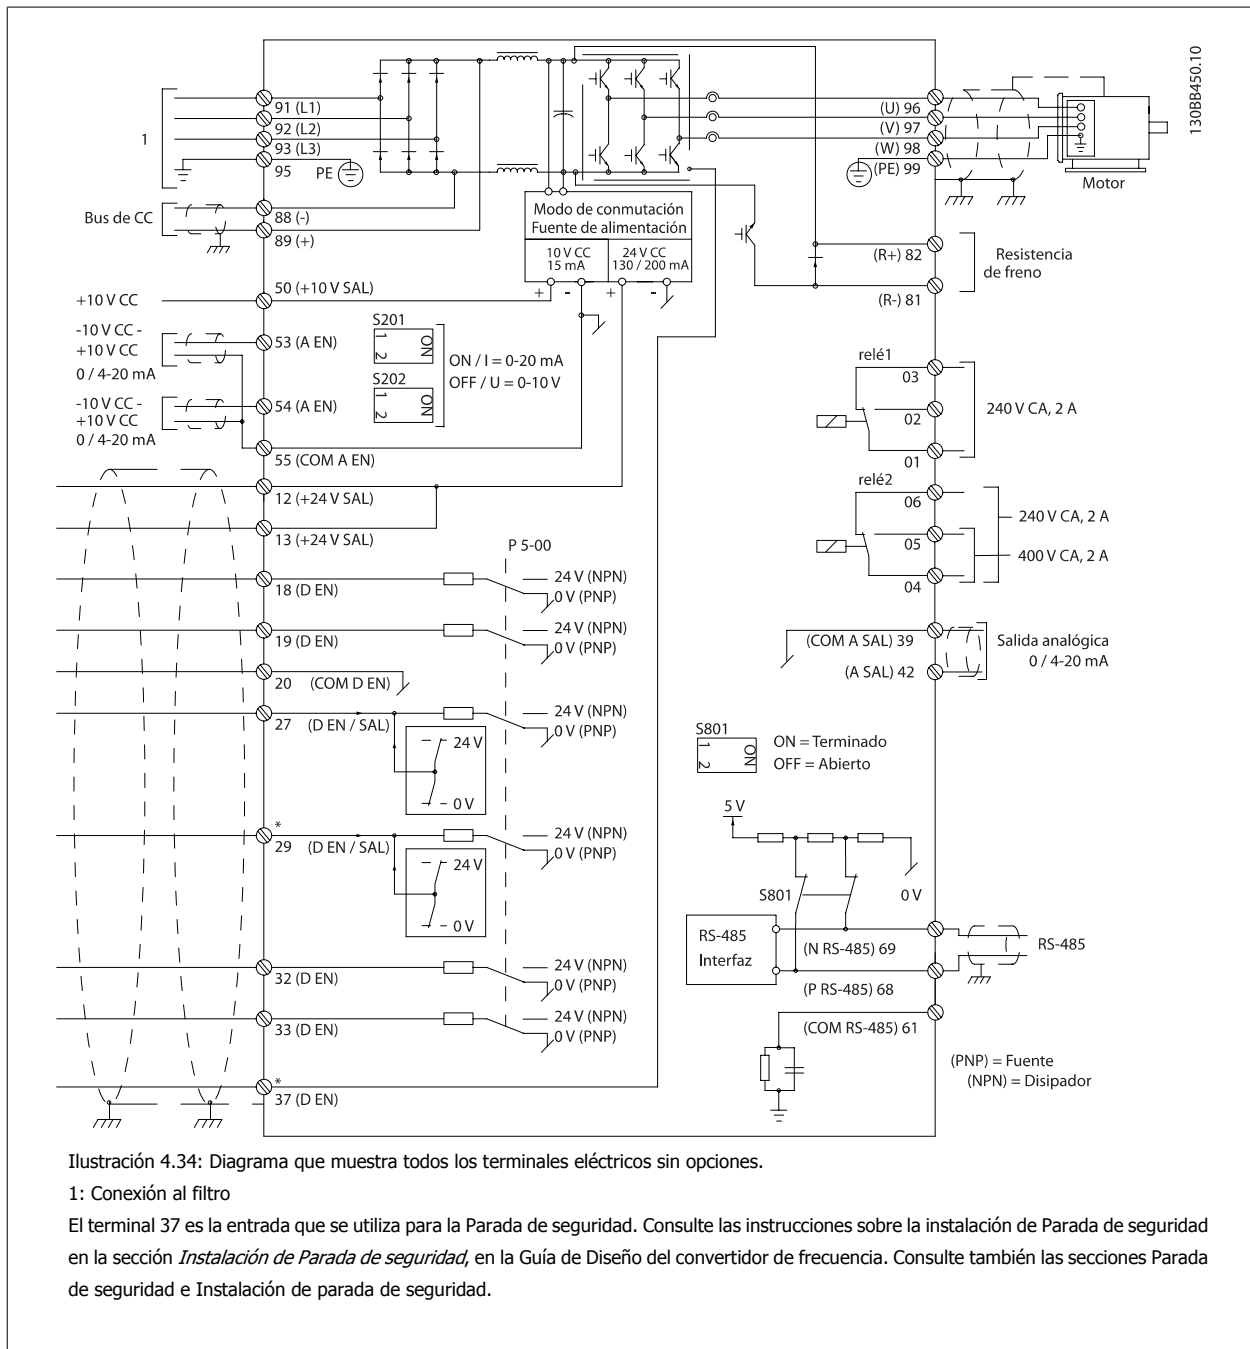 130BB450.10
1
91 (L1)
92 (L2)
93 (L3)
95
PE
Bus de CC
88 (-)
89 (+)
+10 V CC
50 (+10 V SAL)
-10 V CC -
+10 V CC
0 / 4-20 mA
53 (A EN)
-10 V CC -
+10 V CC
0 / 4-20 mA
54 (A EN)
55 (COM A EN)
12 (+24 V SAL)
13 (+24 V SAL)
18 (D EN)
19 (D EN)
20 (COM D EN)
27 (D EN / SAL)
*
29 (D EN / SAL)
32 (D EN)
33 (D EN)
*
37 (D EN)
Modo de conmutación
Fuente de alimentación
10 V CC
15 mA
24 V CC
130 / 200 mA
+ - + -
S201
1
2
ON
S202
1
2
ON
ON / I = 0-20 mA
OFF / U = 0-10 V
P 5-00
24 V (NPN)
0 V (PNP)
24 V (NPN)
0 V (PNP)
24 V (NPN)
0 V (PNP)
24 V
0 V
24 V (NPN)
0 V (PNP)
24 V
0 V
24 V (NPN)
0 V (PNP)
24 V (NPN)
0 V (PNP)
(U) 96
(V) 97
(W) 98
(PE) 99
Motor
(R+) 82
Resistencia
de freno
(R-) 81
relé1
03
02
01
240 V CA, 2 A
relé2
06
05
04
240 V CA, 2 A
400 V CA, 2 A
(COM A SAL) 39
(A SAL) 42
Salida analógica
0 / 4-20 mA
S801
1
2
ON
ON = Terminado
OFF = Abierto
5 V
S801
0 V
RS-485
Interfaz
(N RS-485) 69
RS-485
(P RS-485) 68
(COM RS-485) 61
(PNP) = Fuente
(NPN) = Disipador
Ilustración 4.34: Diagrama que muestra todos los terminales eléctricos sin opciones.
1: Conexión al filtro
El terminal 37 es la entrada que se utiliza para la Parada de seguridad. Consulte las instrucciones sobre la instalación de Parada de seguridad
en la sección Instalación de Parada de seguridad, en la Guía de Diseño del convertidor de frecuencia. Consulte también las secciones Parada
de seguridad e Instalación de parada de seguridad.